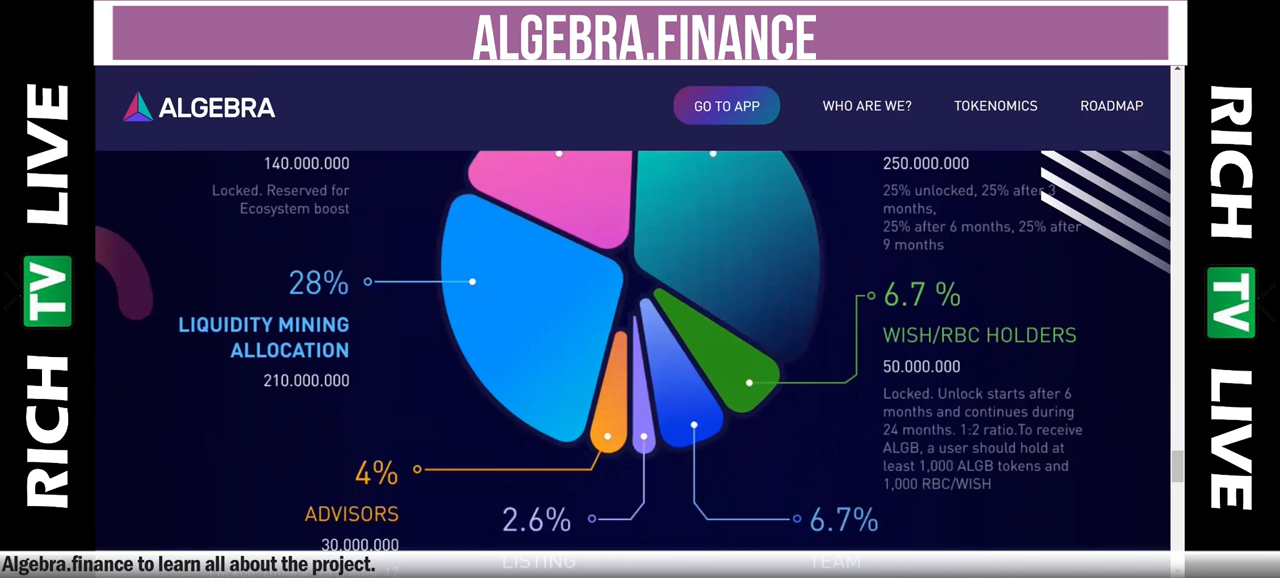 ALGEBRA.FINANCE
RICH TV LIVE
ALGEBRA
GO TO APP
WHO ARE WE?
TOKENOMICS
ROADMAP
140.000.000
Locked. Reserved for
Ecosystem boost
250.000.000
25% unlocked, 25% after 3
months,
25% after 6 months, 25% after
9 months
28%
LIQUIDITY MINING
ALLOCATION
210.000.000
6.7 %
WISH/RBC HOLDERS
50.000.000
Locked. Unlock starts after 6
months and continues during
24 months. 1:2 ratio.To receive
ALGB, a user should hold at
least 1,000 ALGB tokens and
1,000 RBC/WISH
4%
ADVISORS
30.000.000
2.6%
LISTING
6.7%
TEAM
Algebra.finance to learn all about the project.
RICH TV LIVE